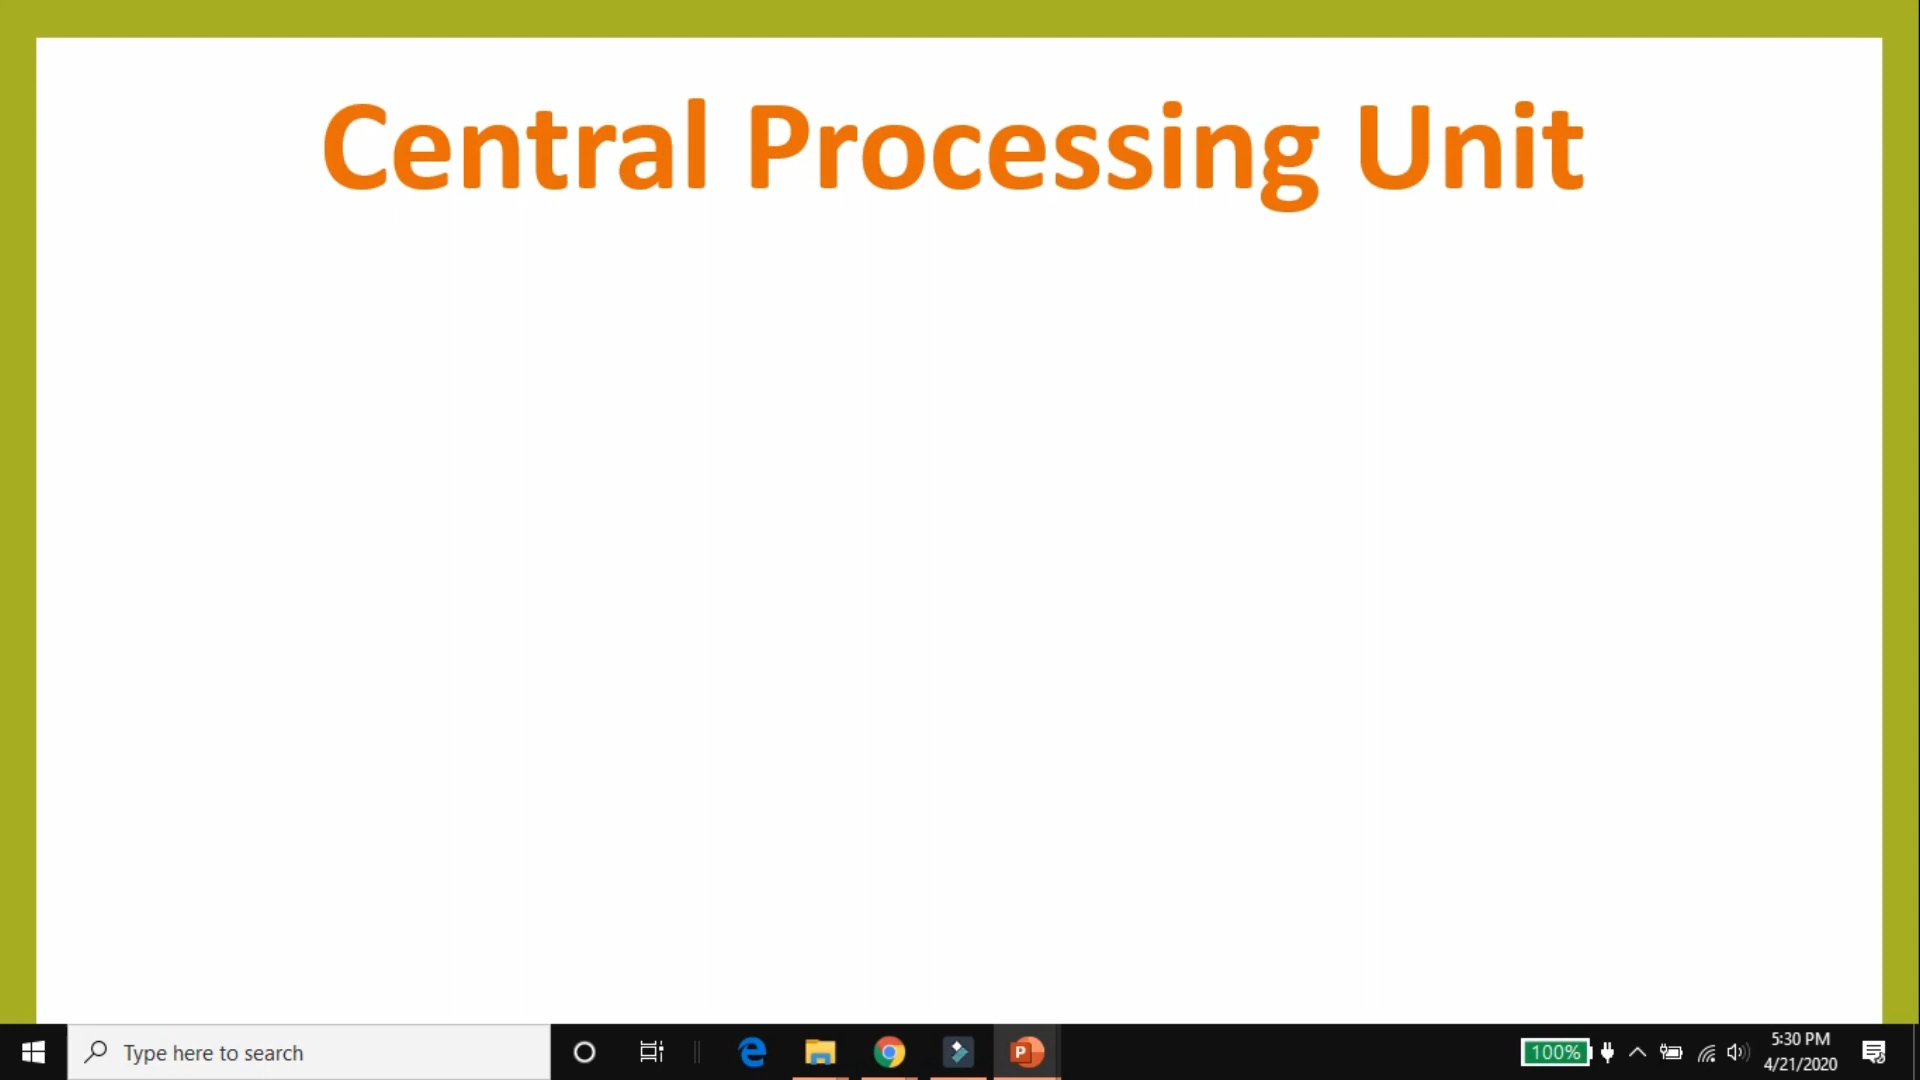 Central Processing Unit
Type here to search
100%
5:30 PM
4/21/2020